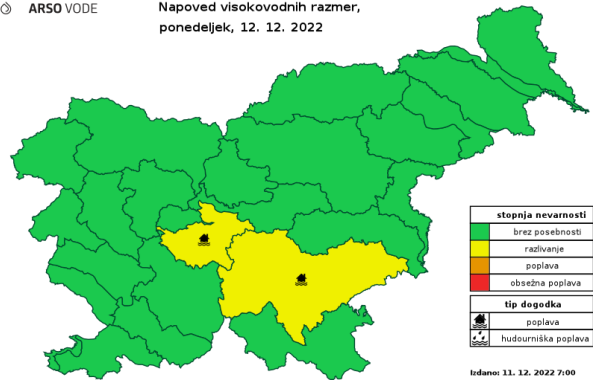 ARSO VODE
Napoved visokovodnih razmer,
ponedeljek, 12. 12. 2022
stopnja nevarnosti
brez posebnosti
razlivanje
poplava
obsežna poplava
tip dogodka
poplava
hudourniška poplava
Izdano: 11. 12. 2022 7:00